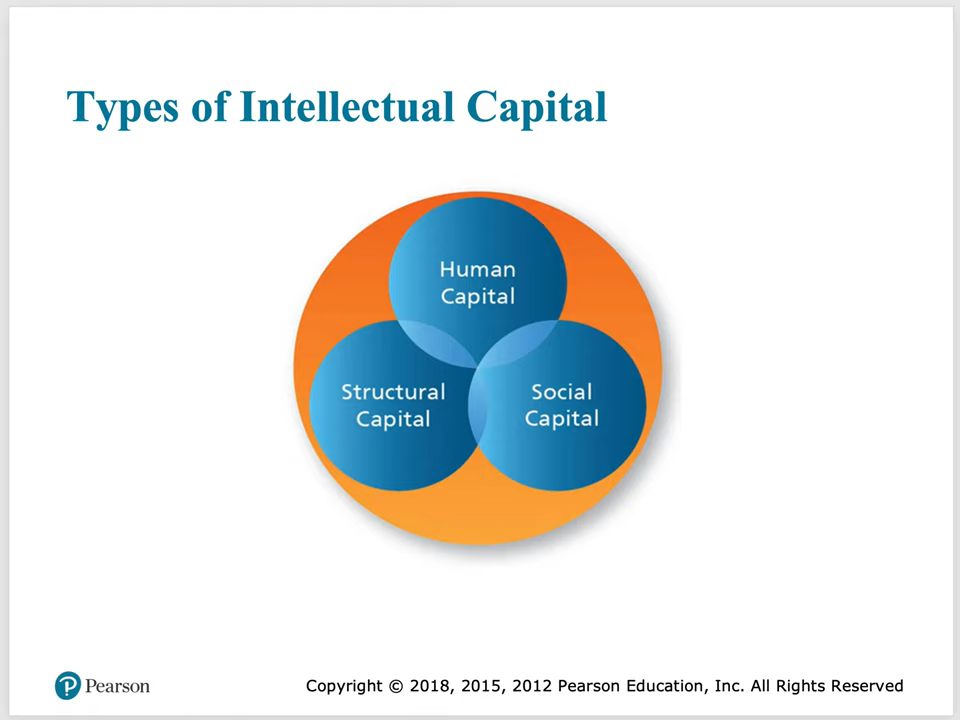 Types of Intellectual Capital
Human
Capital
Structural
Capital
Social
Capital
Pearson
Copyright © 2018, 2015, 2012 Pearson Education, Inc. All Rights Reserved